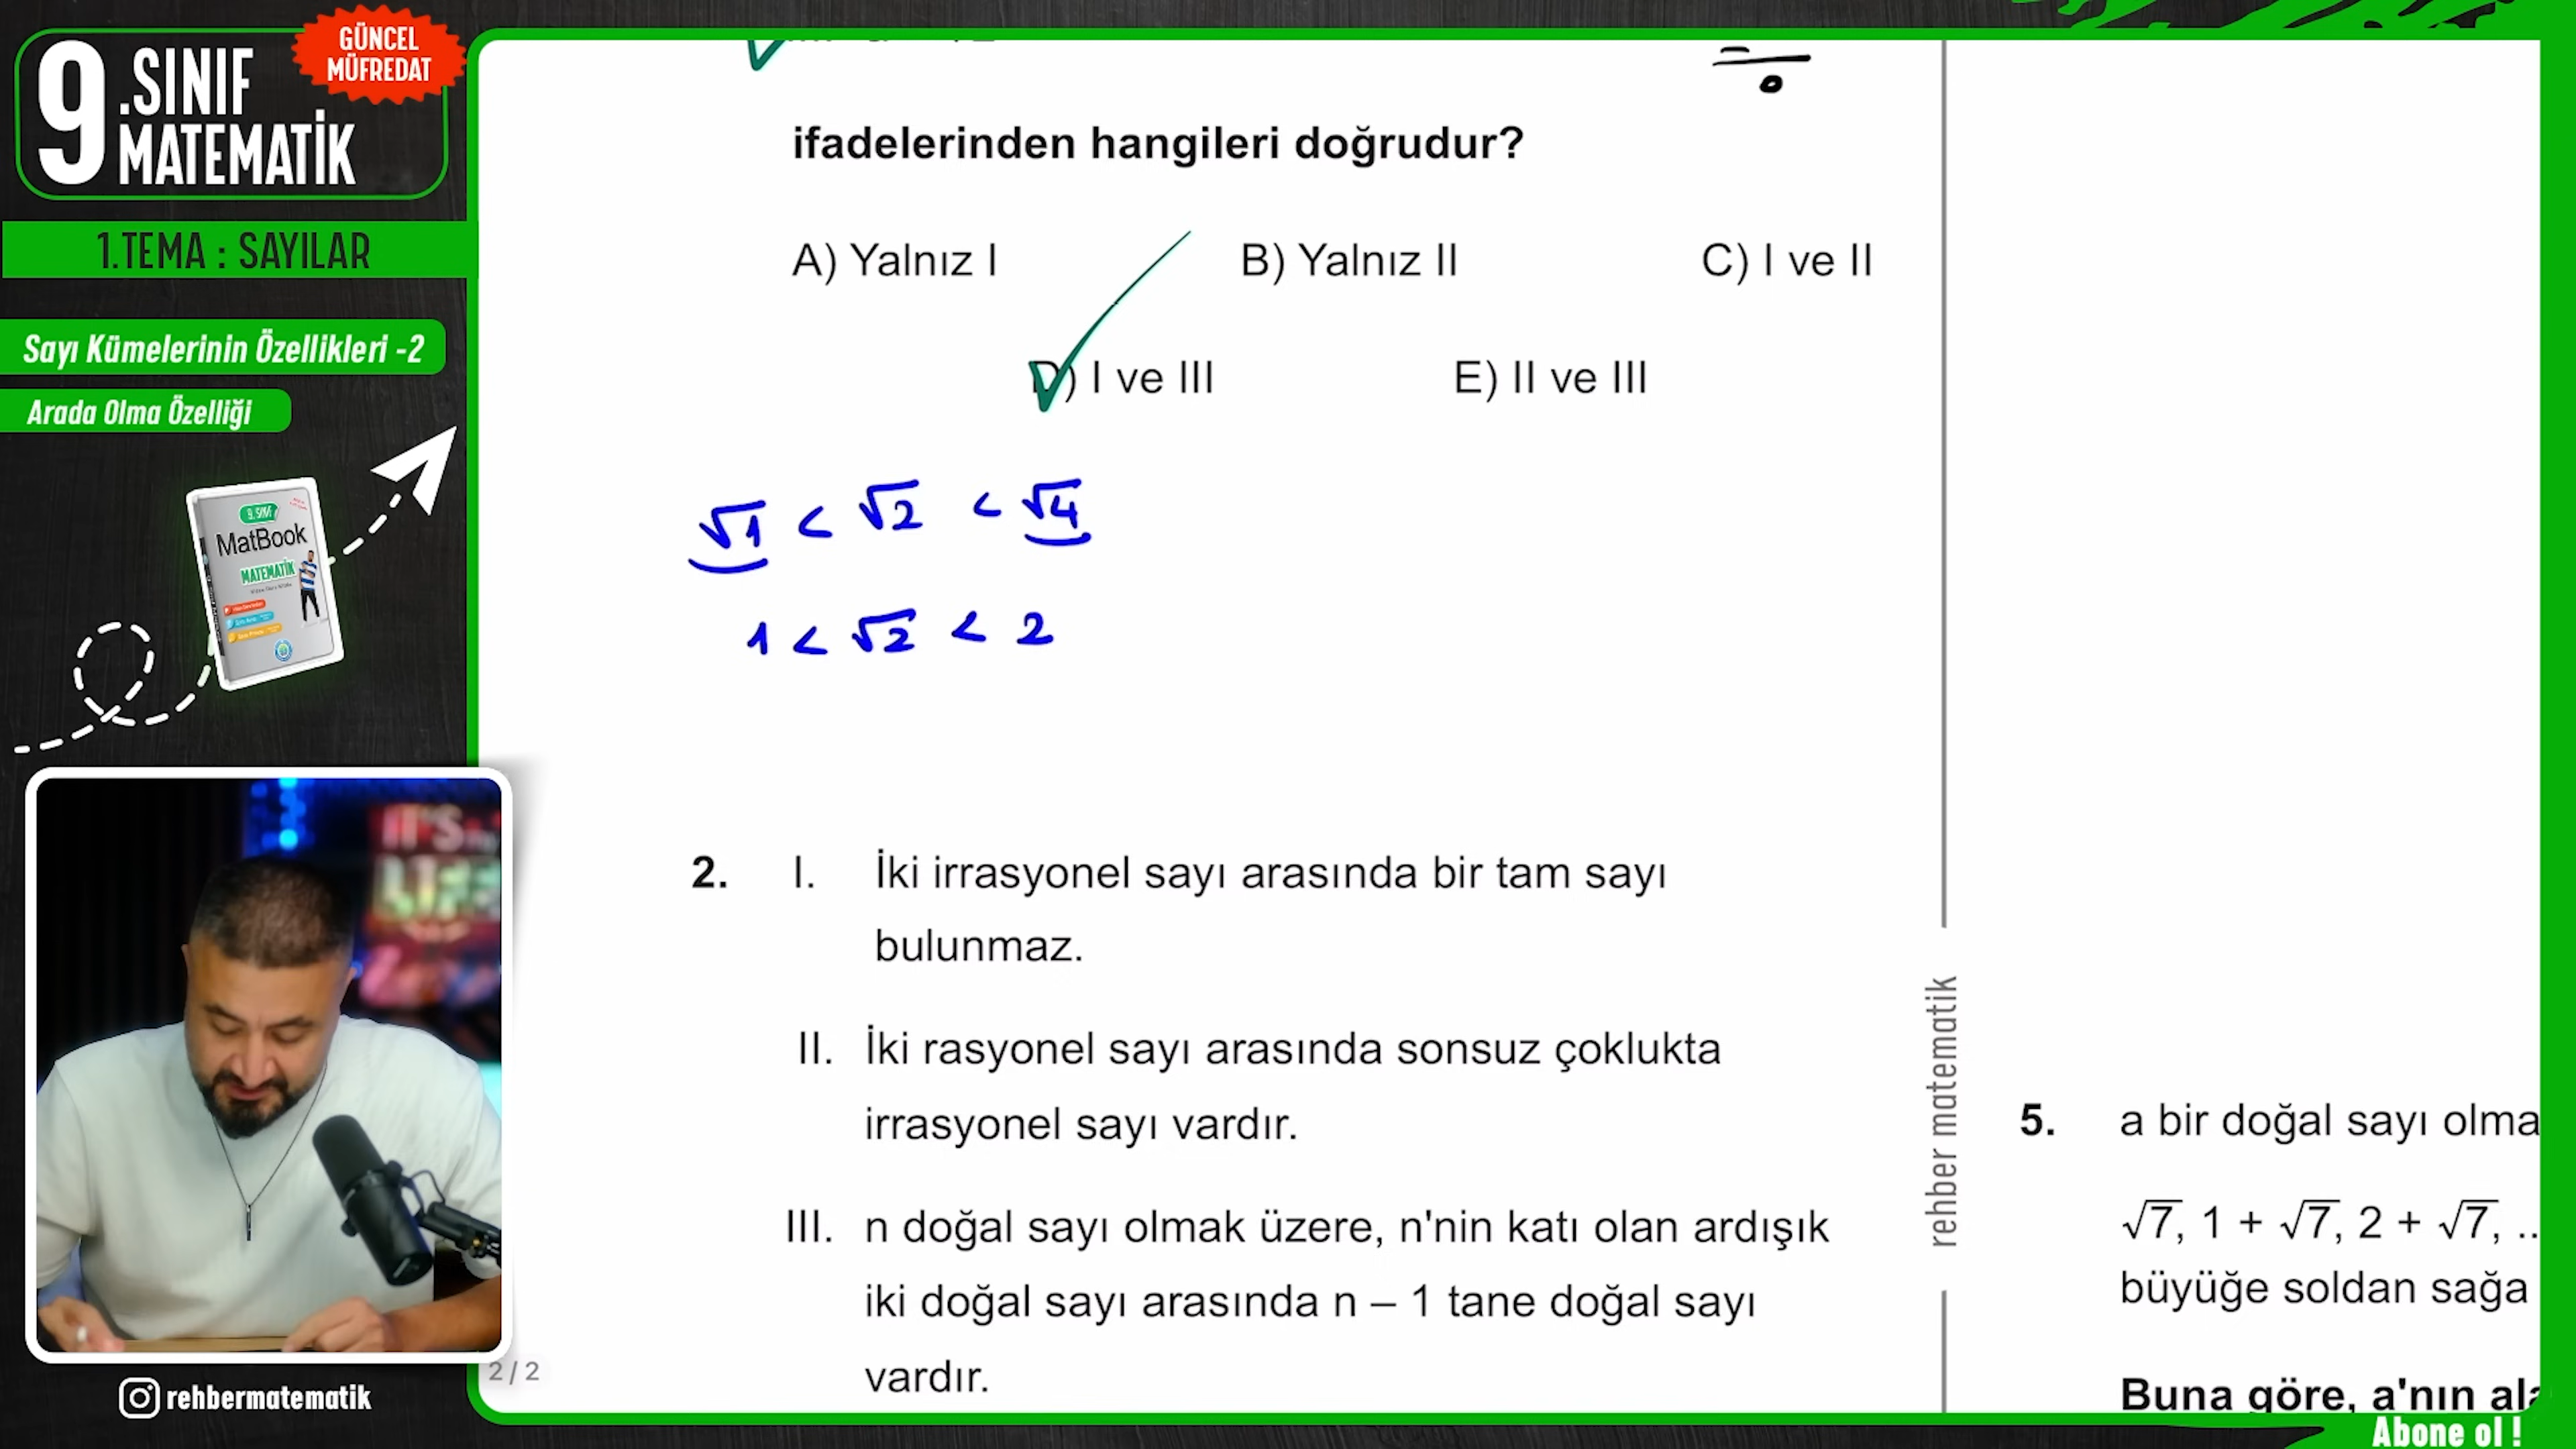 GÜNCEL
MÜFREDAT
9.SINIF
MATEMATİK
1.TEMA : SAYILAR
Sayı Kümelerinin Özellikleri -2
Arada Olma Özelliği
9. SINIF
MatBook
MATEMATİK
rehbermatematik
ifadelerinden hangileri doğrudur?
A) Yalnız I
B) Yalnız II
C) I ve II
D) I ve III
E) II ve III
√1 < √2 < √4
1 < √2 < 2
2. I. İki irrasyonel sayı arasında bir tam sayı
bulunmaz.
II. İki rasyonel sayı arasında sonsuz çoklukta
irrasyonel sayı vardır.
III. n doğal sayı olmak üzere, n'nin katı olan ardışık
iki doğal sayı arasında n – 1 tane doğal sayı
vardır.
2 / 2
rehber matematik
5. a bir doğal sayı olma
√7, 1 + √7, 2 + √7, ..
büyüğe soldan sağa
Buna göre, a'nın ala
Abone ol !